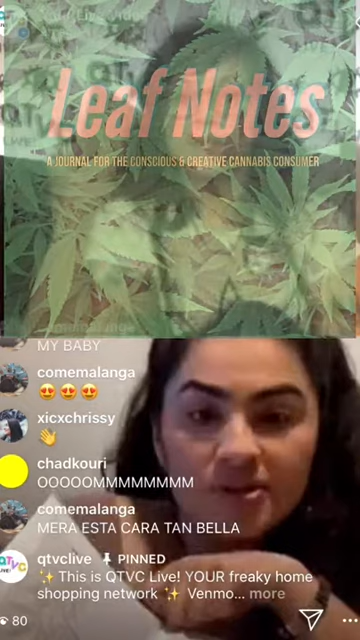 Leaf Notes
A JOURNAL FOR THE CONSCIOUS & CREATIVE CANNABIS CONSUMER
MY BABY
comemalanga
😍😍😍
xicxchrissy
👋
chadkouri
OOOOOMMMMMMMM
comemalanga
MERA ESTA CARA TAN BELLA
qtvclive PINNED
✨ This is QTVC Live! YOUR freaky home
shopping network ✨ Venmo... more
80